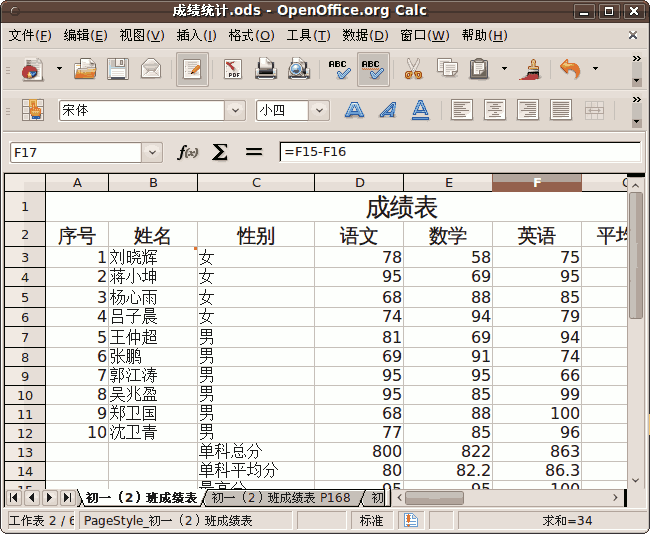 成绩统计.ods - OpenOffice.org Calc
文件(F) 编辑(E) 视图(V) 插入(I) 格式(O) 工具(T) 数据(D) 窗口(W) 帮助(H)
PDF ABC ABC
宋体 小四 A A A
F17 f(x) Σ = =F15-F16
A B C D E F
1 成绩表
2 序号 姓名 性别 语文 数学 英语 平均
3 1 刘晓辉 女 78 58 75
4 2 蒋小坤 女 95 69 95
5 3 杨心雨 女 68 88 85
6 4 吕子晨 女 74 94 79
7 5 王仲超 男 81 69 94
8 6 张鹏 男 69 91 74
9 7 郭江涛 男 95 95 66
10 8 吴兆盈 男 95 85 99
11 9 郑卫国 男 68 88 100
12 10 沈卫青 男 77 85 96
13 单科总分 800 822 863
14 单科平均分 80 82.2 86.3
15 最高分 95 95 100
初一（2）班成绩表 初一（2）班成绩表 P168 初
工作表 2 / 6 PageStyle_初一（2）班成绩表 标准 求和=34